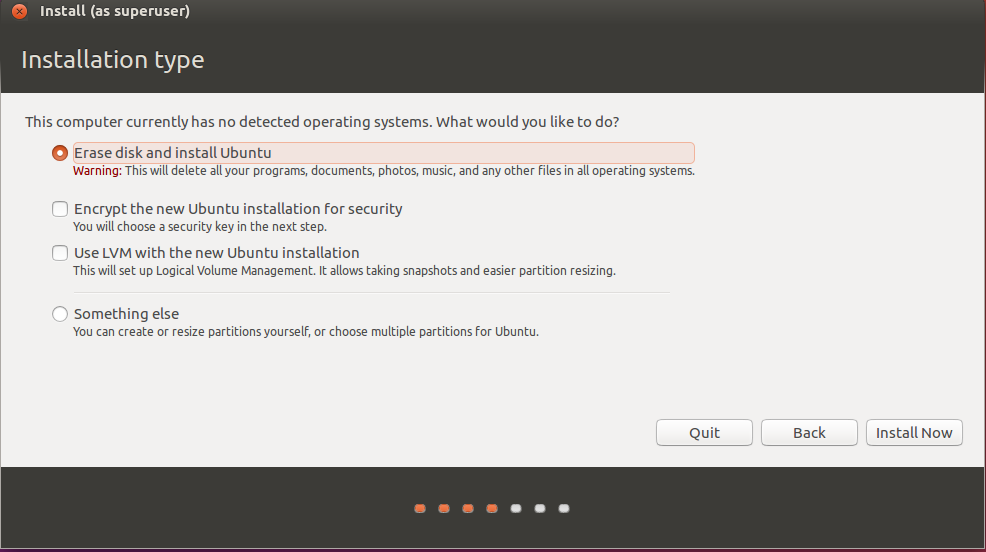 Install (as superuser)
Installation type
This computer currently has no detected operating systems. What would you like to do?
Erase disk and install Ubuntu
Warning: This will delete all your programs, documents, photos, music, and any other files in all operating systems.
Encrypt the new Ubuntu installation for security
You will choose a security key in the next step.
Use LVM with the new Ubuntu installation
This will set up Logical Volume Management. It allows taking snapshots and easier partition resizing.
Something else
You can create or resize partitions yourself, or choose multiple partitions for Ubuntu.
Quit Back Install Now